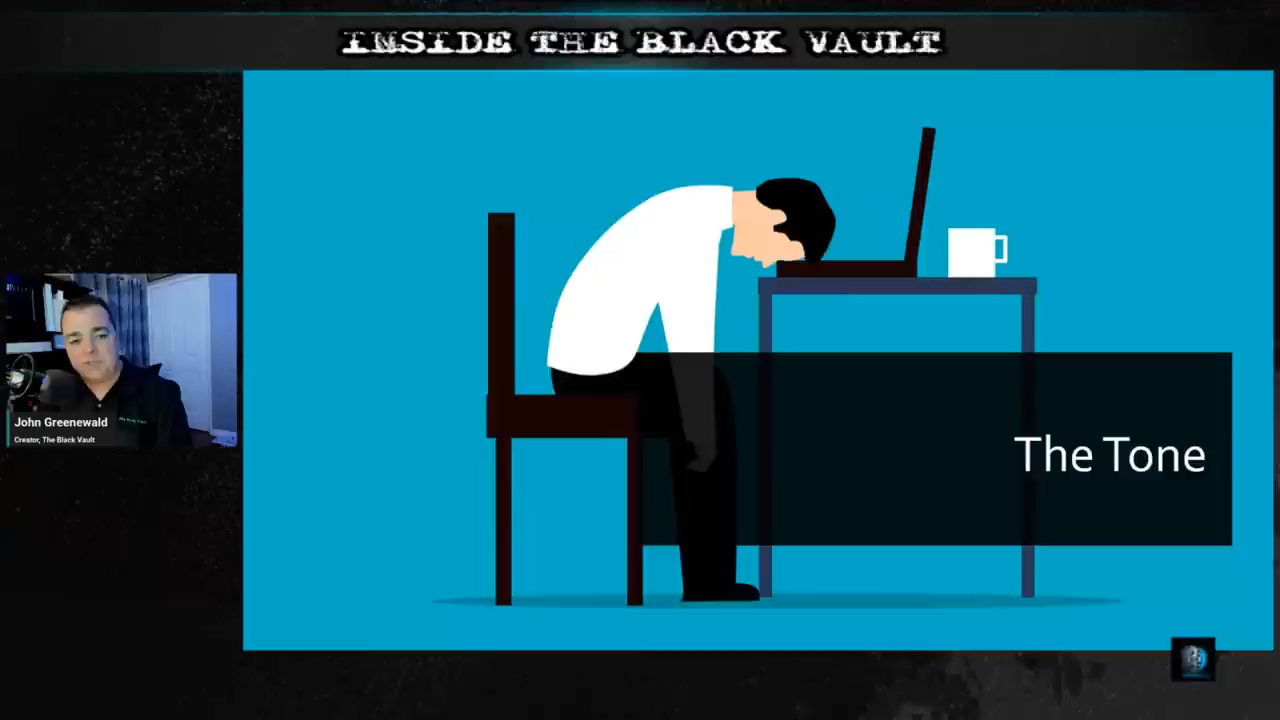 INSIDE THE BLACK VAULT
The Tone
John Greenewald
Creator, The Black Vault